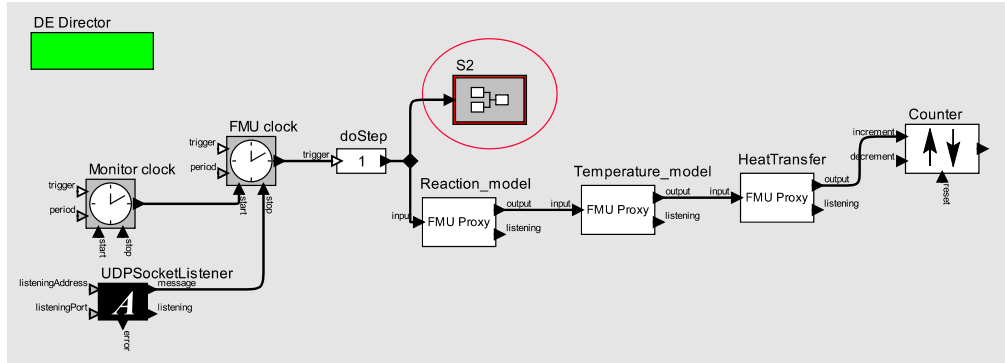 DE Director
S2
FMU clock
trigger
period
start
stop
doStep
trigger
1
Monitor clock
trigger
period
start
stop
Reaction_model
input
FMU Proxy
output
listening
Temperature_model
input
FMU Proxy
output
listening
HeatTransfer
input
FMU Proxy
output
listening
Counter
increment
decrement
reset
UDPSocketListener
listeningAddress
listeningPort
A
message
listening
error